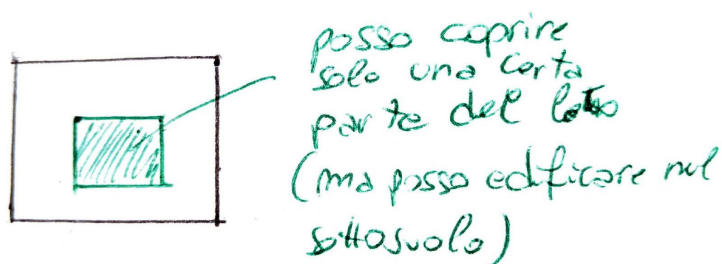 posso coprire
solo una certa
parte del lotto
(ma posso edificare nel
sottosuolo)